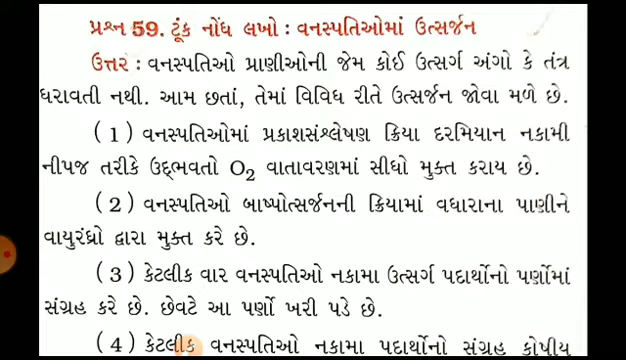 પ્રશ્ન 59. ટૂંક નોંધ લખો : વનસ્પતિઓમાં ઉત્સર્જન
ઉત્તર : વનસ્પતિઓ પ્રાણીઓની જેમ કોઈ ઉત્સર્ગ અંગો કે તંત્ર
ધરાવતી નથી. આમ છતાં, તેમાં વિવિધ રીતે ઉત્સર્જન જોવા મળે છે.
(1) વનસ્પતિઓમાં પ્રકાશસંશ્લેષણ ક્રિયા દરમિયાન નકામી
નીપજ તરીકે ઉદ્ભવતો O₂ વાતાવરણમાં સીધો મુક્ત કરાય છે.
(2) વનસ્પતિઓ બાષ્પોત્સર્જનની ક્રિયામાં વધારાના પાણીને
વાયુરંધ્રો દ્વારા મુક્ત કરે છે.
(3) કેટલીક વાર વનસ્પતિઓ નકામા ઉત્સર્ગ પદાર્થોનો પર્ણોમાં
સંગ્રહ કરે છે. છેવટે આ પર્ણો ખરી પડે છે.
(4) કેટલીક વનસ્પતિઓ નકામા પદાર્થોનો સંગ્રહ કોષીય